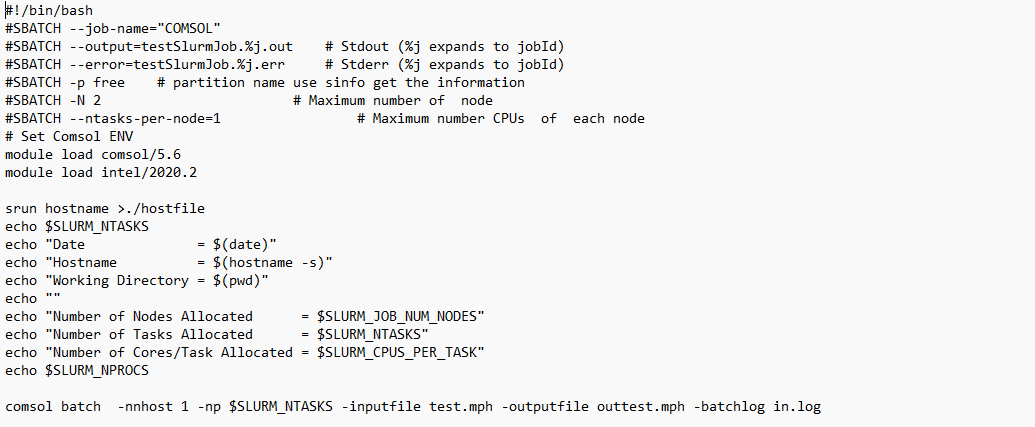 #!/bin/bash
#SBATCH --job-name="COMSOL"
#SBATCH --output=testSlurmJob.%j.out    # Stdout (%j expands to jobId)
#SBATCH --error=testSlurmJob.%j.err     # Stderr (%j expands to jobId)
#SBATCH -p free    # partition name use sinfo get the information
#SBATCH -N 2                        # Maximum number of  node
#SBATCH --ntasks-per-node=1                 # Maximum number CPUs  of  each node
# Set Comsol ENV
module load comsol/5.6
module load intel/2020.2

srun hostname >./hostfile
echo $SLURM_NTASKS
echo "Date              = $(date)"
echo "Hostname          = $(hostname -s)"
echo "Working Directory = $(pwd)"
echo ""
echo "Number of Nodes Allocated      = $SLURM_JOB_NUM_NODES"
echo "Number of Tasks Allocated      = $SLURM_NTASKS"
echo "Number of Cores/Task Allocated = $SLURM_CPUS_PER_TASK"
echo $SLURM_NPROCS

comsol batch  -nnhost 1 -np $SLURM_NTASKS -inputfile test.mph -outputfile outtest.mph -batchlog in.log